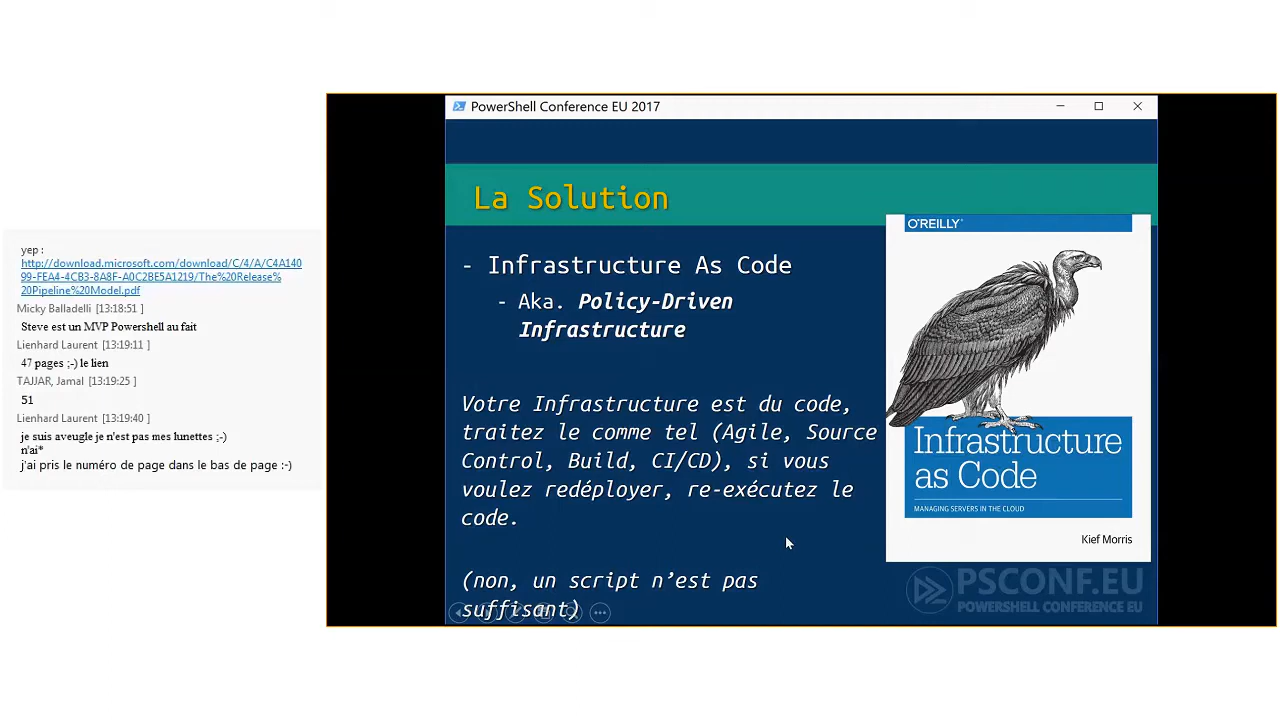 yep :
http://download.microsoft.com/download/C/4/A/C4A140
99-FEA4-4CB3-8A8F-A0C2BE5A1219/The%20Release%
20Pipeline%20Model.pdf
Micky Balladelli [13:18:51 ]
Steve est un MVP Powershell au fait
Lienhard Laurent [13:19:11 ]
47 pages ;-) le lien
TAJJAR, Jamal [13:19:25 ]
51
Lienhard Laurent [13:19:40 ]
je suis aveugle je n'est pas mes lunettes ;-)
n'ai*
j'ai pris le numéro de page dans le bas de page :-)
PowerShell Conference EU 2017
La Solution
- Infrastructure As Code
- Aka. Policy-Driven
Infrastructure
Votre Infrastructure est du code,
traitez le comme tel (Agile, Source
Control, Build, CI/CD), si vous
voulez redéployer, re-exécutez le
code.
(non, un script n’est pas
suffisant)
O'REILLY
Infrastructure
as Code
MANAGING SERVERS IN THE CLOUD
Kief Morris
PSCONF.EU
POWERSHELL CONFERENCE EU